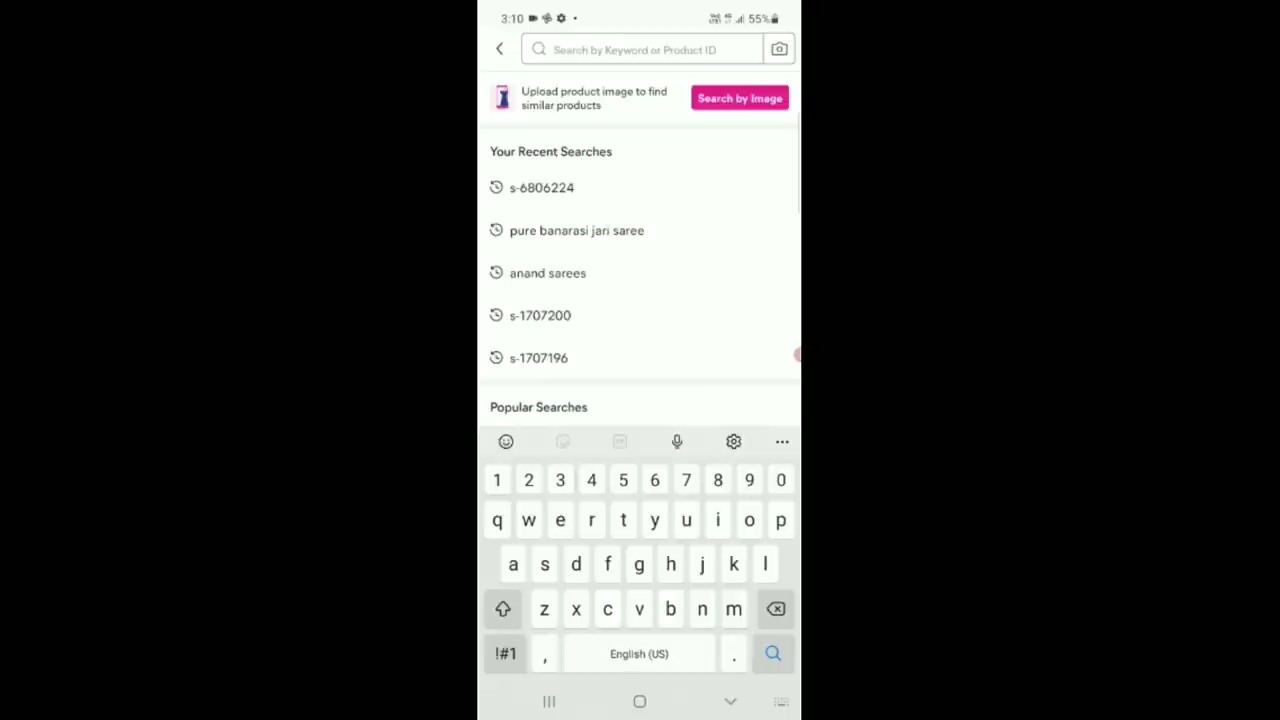 3:10 55%
Search by Keyword or Product ID
Upload product image to find
similar products
Search by Image
Your Recent Searches
s-6806224
pure banarasi jari saree
anand sarees
s-1707200
s-1707196
Popular Searches
1 2 3 4 5 6 7 8 9 0
q w e r t y u i o p
a s d f g h j k l
z x c v b n m
!#1 , English (US) .